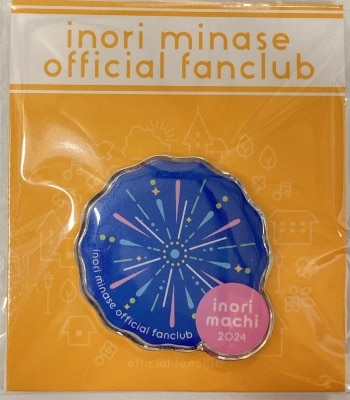 inori minase
official fanclub
inori minase official fanclub
inori
machi
2024
official fanclub